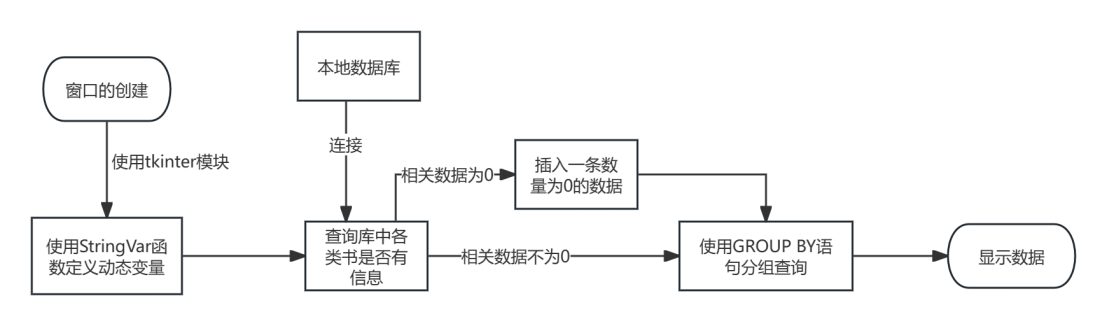 本地数据库
窗口的创建
连接
使用tkinter模块
相关数据为0
插入一条数
量为0的数据
使用StringVar函
数定义动态变量
查询库中各
类书是否有
信息
相关数据不为0
使用GROUP BY语
句分组查询
显示数据